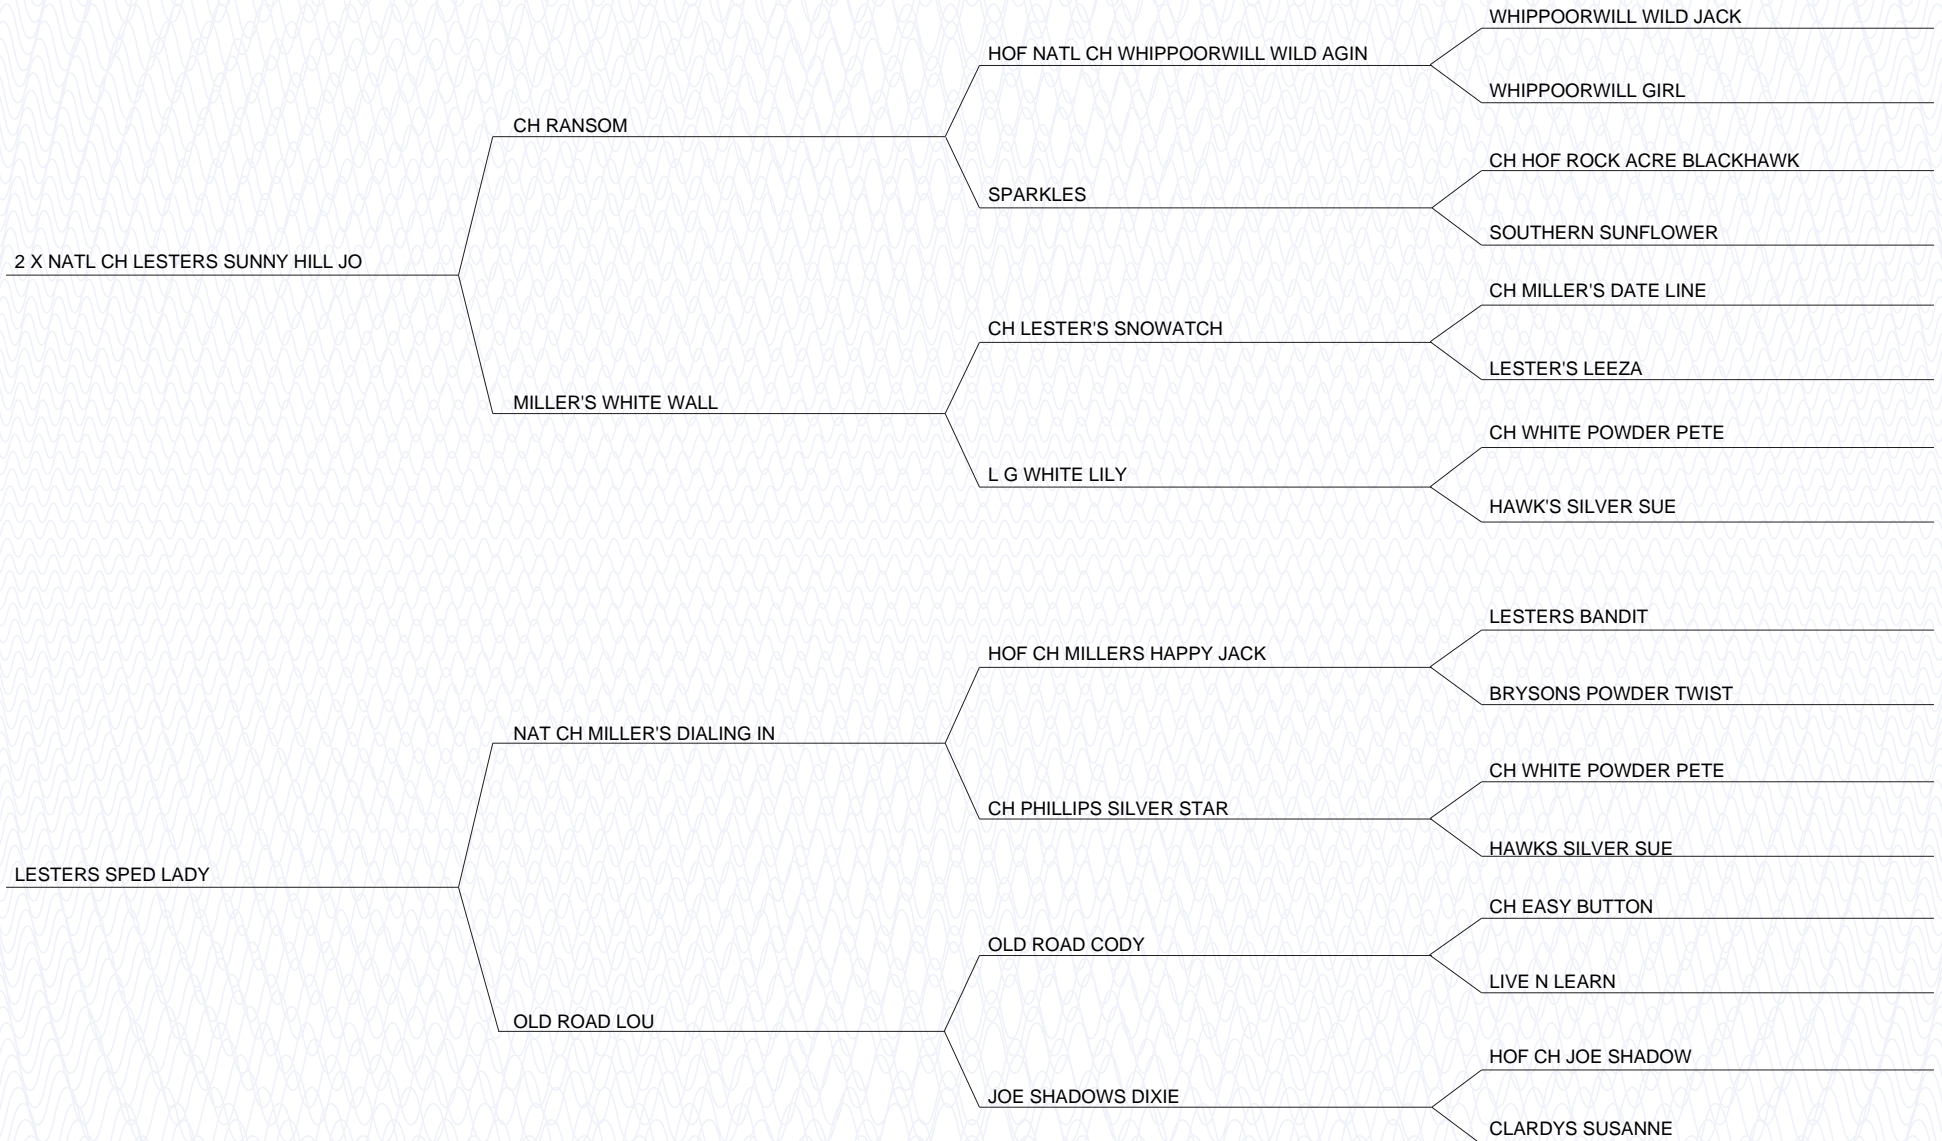 WHIPPOORWILL WILD JACK
HOF NATL CH WHIPPOORWILL WILD AGIN
WHIPPOORWILL GIRL
CH RANSOM
CH HOF ROCK ACRE BLACKHAWK
SPARKLES
SOUTHERN SUNFLOWER
2 X NATL CH LESTERS SUNNY HILL JO
CH MILLER'S DATE LINE
CH LESTER'S SNOWATCH
LESTER'S LEEZA
MILLER'S WHITE WALL
CH WHITE POWDER PETE
L G WHITE LILY
HAWK'S SILVER SUE
LESTERS BANDIT
HOF CH MILLERS HAPPY JACK
BRYSONS POWDER TWIST
NAT CH MILLER'S DIALING IN
CH WHITE POWDER PETE
CH PHILLIPS SILVER STAR
HAWKS SILVER SUE
LESTERS SPED LADY
CH EASY BUTTON
OLD ROAD CODY
LIVE N LEARN
OLD ROAD LOU
HOF CH JOE SHADOW
JOE SHADOWS DIXIE
CLARDYS SUSANNE